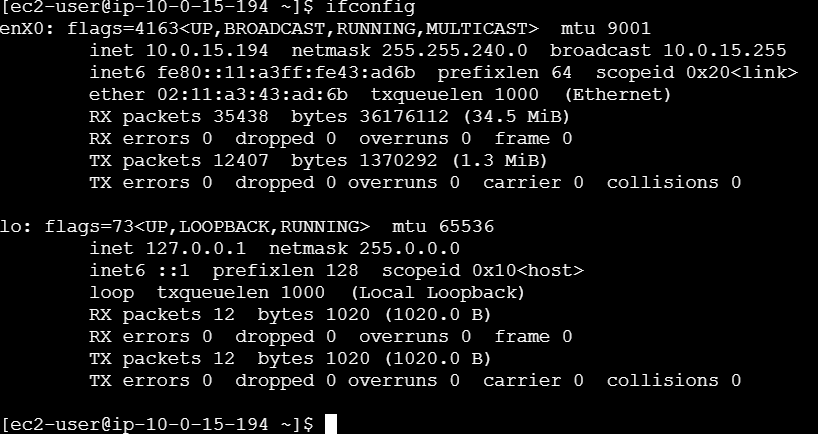 [ec2-user@ip-10-0-15-194 ~]$ ifconfig
enX0: flags=4163<UP,BROADCAST,RUNNING,MULTICAST>  mtu 9001
        inet 10.0.15.194  netmask 255.255.240.0  broadcast 10.0.15.255
        inet6 fe80::11:a3ff:fe43:ad6b  prefixlen 64  scopeid 0x20<link>
        ether 02:11:a3:43:ad:6b  txqueuelen 1000  (Ethernet)
        RX packets 35438  bytes 36176112 (34.5 MiB)
        RX errors 0  dropped 0  overruns 0  frame 0
        TX packets 12407  bytes 1370292 (1.3 MiB)
        TX errors 0  dropped 0 overruns 0  carrier 0  collisions 0

lo: flags=73<UP,LOOPBACK,RUNNING>  mtu 65536
        inet 127.0.0.1  netmask 255.0.0.0
        inet6 ::1  prefixlen 128  scopeid 0x10<host>
        loop  txqueuelen 1000  (Local Loopback)
        RX packets 12  bytes 1020 (1020.0 B)
        RX errors 0  dropped 0  overruns 0  frame 0
        TX packets 12  bytes 1020 (1020.0 B)
        TX errors 0  dropped 0 overruns 0  carrier 0  collisions 0

[ec2-user@ip-10-0-15-194 ~]$